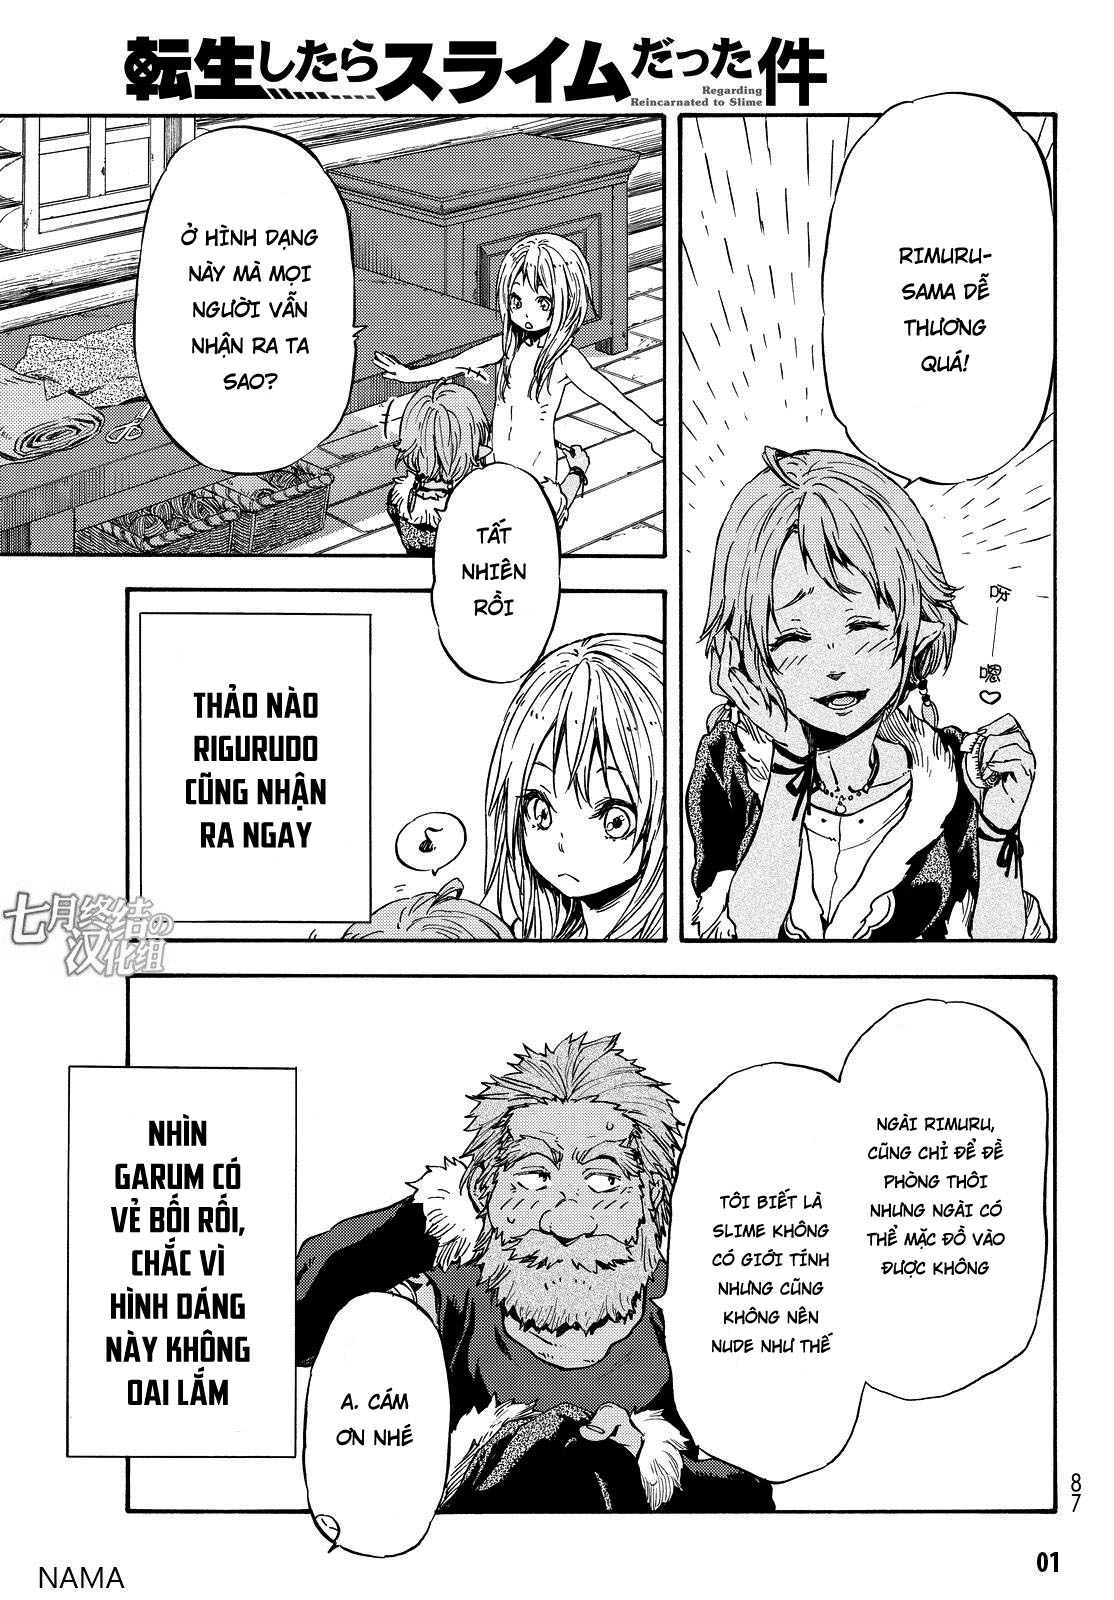 転生したらスライムだった件
Regarding
Reincarnated to Slime
RIMURU-
SAMA DỄ
THƯƠNG
QUÁ!
呀
嗯
Ở HÌNH DẠNG
NÀY MÀ MỌI
NGƯỜI VẪN
NHẬN RA TA
SAO?
TẤT
NHIÊN
RỒI
THẢO NÀO
RIGURUDO
CŨNG NHẬN
RA NGAY
七月终结の
汉化组
NGÀI RIMURU,
CŨNG CHỈ ĐỂ ĐỀ
PHÒNG THÔI
NHƯNG NGÀI CÓ
THỂ MẶC ĐỒ VÀO
ĐƯỢC KHÔNG
TÔI BIẾT LÀ
SLIME KHÔNG
CÓ GIỚI TÍNH
NHƯNG CŨNG
KHÔNG NÊN
NUDE NHƯ THẾ
A. CÁM
ƠN NHÉ
NHÌN
GARUM CÓ
VẺ BỐI RỐI,
CHẮC VÌ
HÌNH DÁNG
NÀY KHÔNG
OAI LẮM
87
01
NAMA